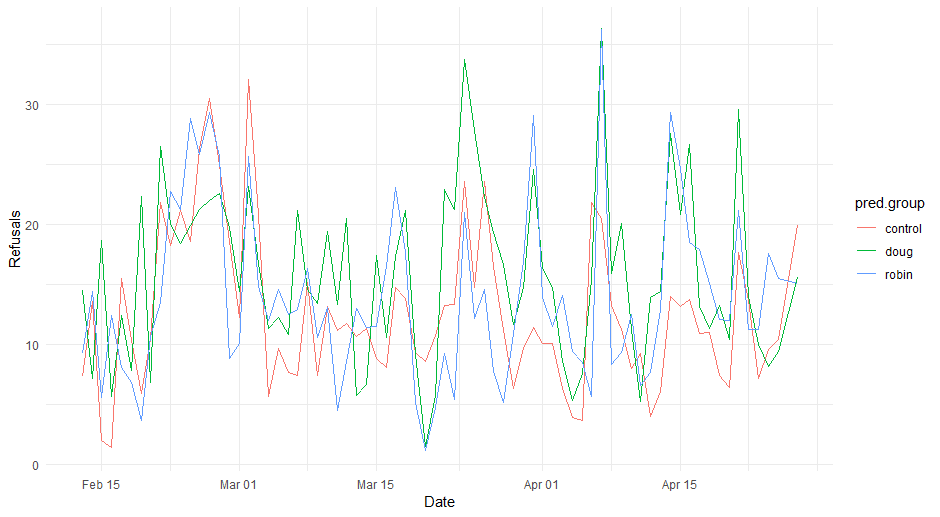 Refusals
30
20
10
0
Feb 15
Mar 01
Mar 15
Apr 01
Apr 15
Date
pred.group
control
doug
robin